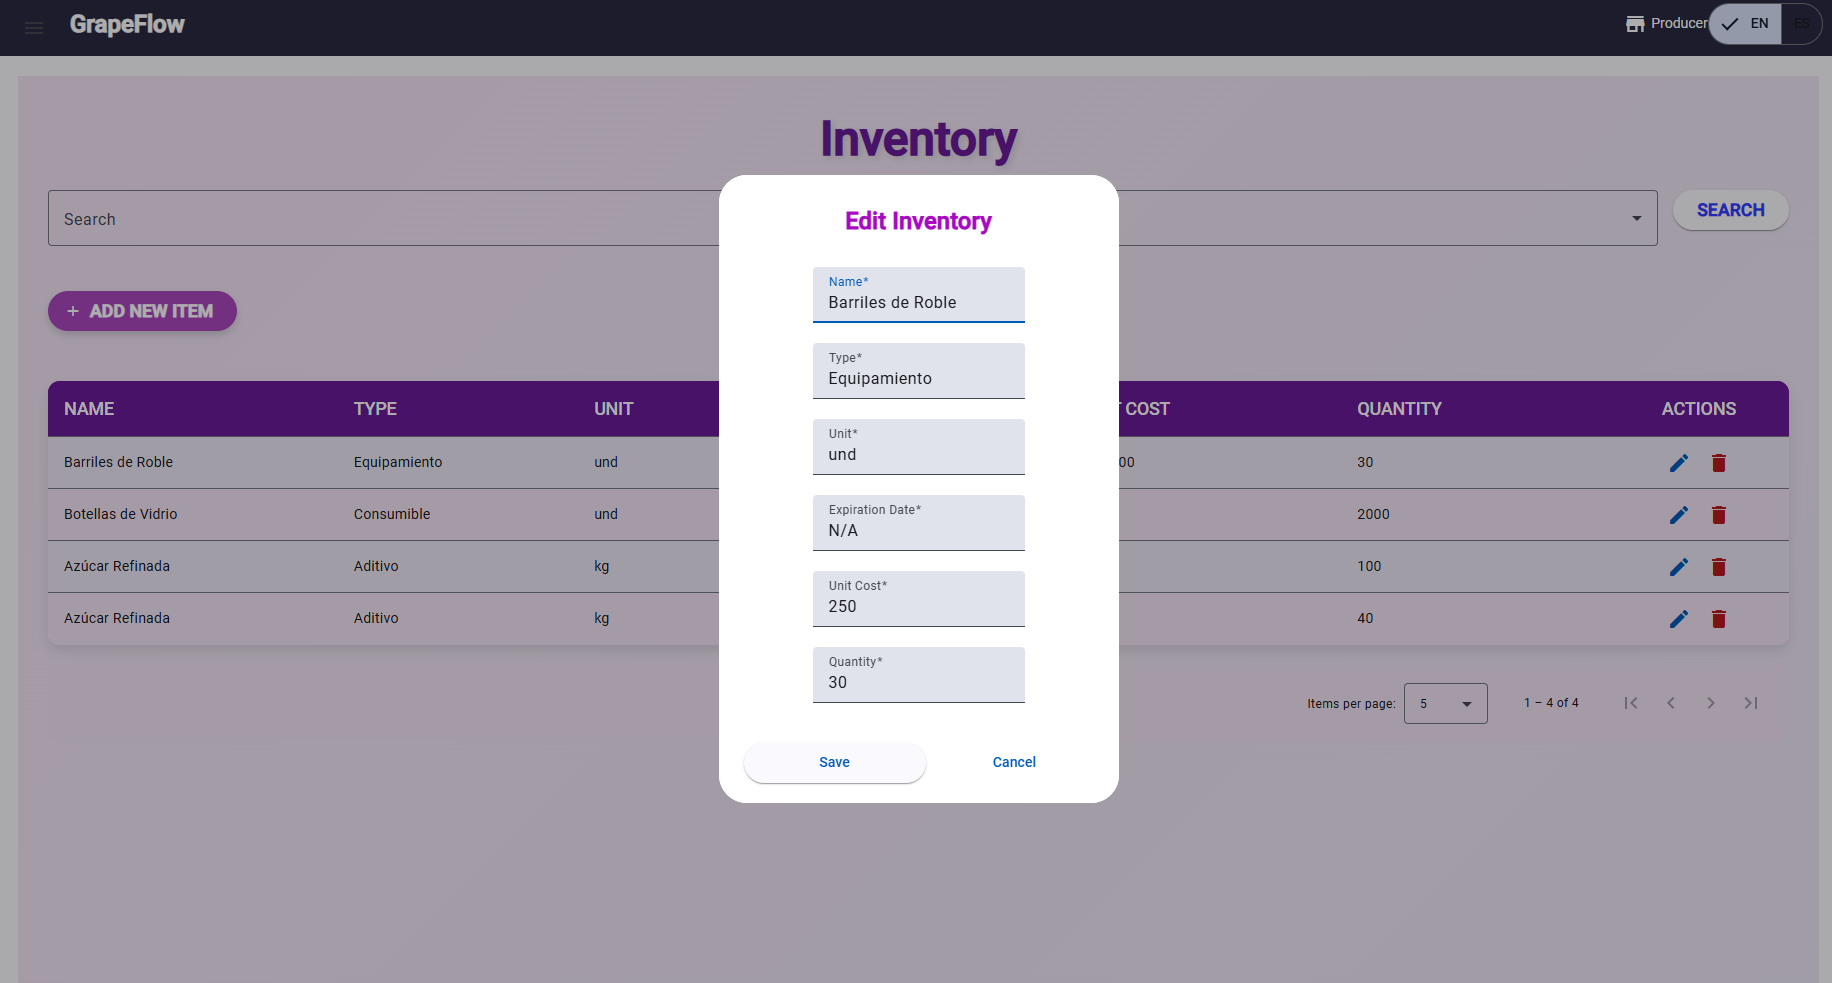 GrapeFlow
Producer
EN
ES
Inventory
Search
SEARCH
ADD NEW ITEM
NAME TYPE UNIT COST QUANTITY ACTIONS
Barriles de Roble Equipamiento und 00 30
Botellas de Vidrio Consumible und 2000
Azúcar Refinada Aditivo kg 100
Azúcar Refinada Aditivo kg 40
Items per page: 5 1 – 4 of 4
Edit Inventory
Name*
Barriles de Roble
Type*
Equipamiento
Unit*
und
Expiration Date*
N/A
Unit Cost*
250
Quantity*
30
Save Cancel